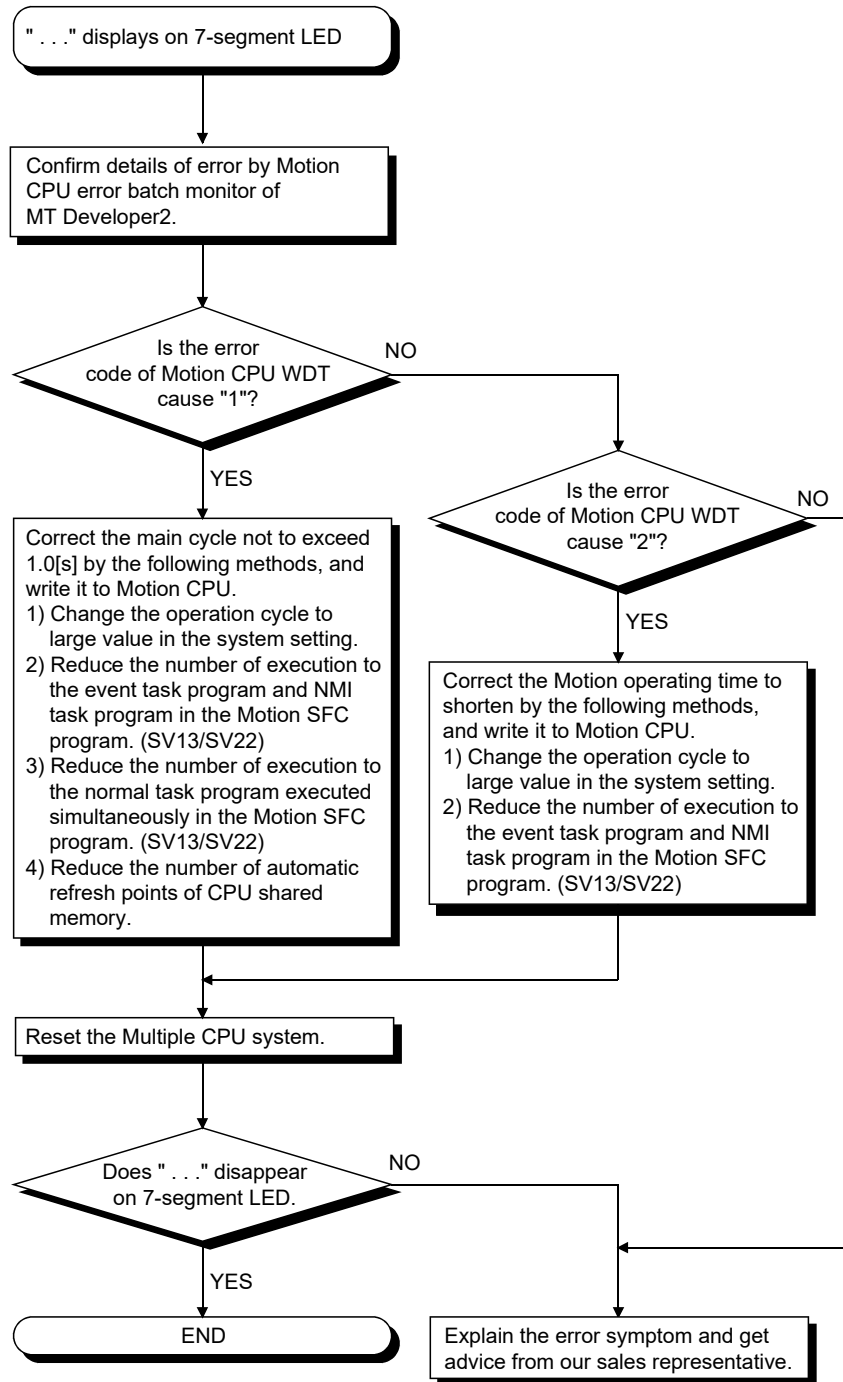 " . . ." displays on 7-segment LED
Confirm details of error by Motion
CPU error batch monitor of
MT Developer2.
Is the error
code of Motion CPU WDT
cause "1"?
NO
YES
Correct the main cycle not to exceed
1.0[s] by the following methods, and
write it to Motion CPU.
1) Change the operation cycle to
large value in the system setting.
2) Reduce the number of execution to
the event task program and NMI
task program in the Motion SFC
program. (SV13/SV22)
3) Reduce the number of execution to
the normal task program executed
simultaneously in the Motion SFC
program. (SV13/SV22)
4) Reduce the number of automatic
refresh points of CPU shared
memory.
Is the error
code of Motion CPU WDT
cause "2"?
NO
YES
Correct the Motion operating time to
shorten by the following methods,
and write it to Motion CPU.
1) Change the operation cycle to
large value in the system setting.
2) Reduce the number of execution to
the event task program and NMI
task program in the Motion SFC
program. (SV13/SV22)
Reset the Multiple CPU system.
Does " . . ." disappear
on 7-segment LED.
NO
YES
END
Explain the error symptom and get
advice from our sales representative.